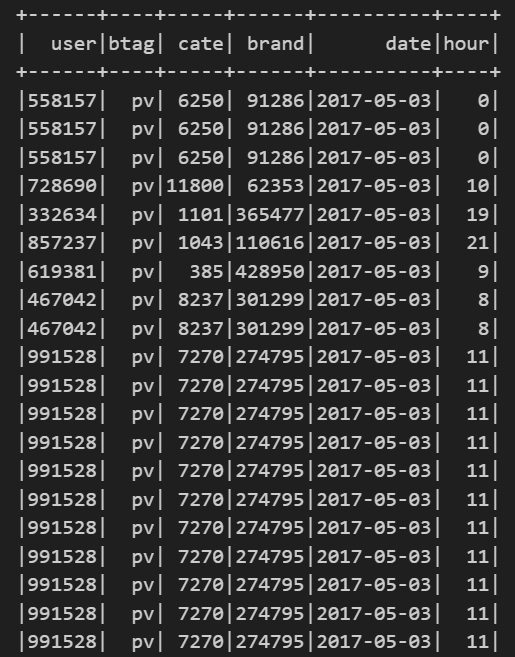 +------+----+-----+------+----------+----+
|  user|btag| cate| brand|      date|hour|
+------+----+-----+------+----------+----+
|558157|  pv| 6250| 91286|2017-05-03|   0|
|558157|  pv| 6250| 91286|2017-05-03|   0|
|558157|  pv| 6250| 91286|2017-05-03|   0|
|728690|  pv|11800| 62353|2017-05-03|  10|
|332634|  pv| 1101|365477|2017-05-03|  19|
|857237|  pv| 1043|110616|2017-05-03|  21|
|619381|  pv|  385|428950|2017-05-03|   9|
|467042|  pv| 8237|301299|2017-05-03|   8|
|467042|  pv| 8237|301299|2017-05-03|   8|
|991528|  pv| 7270|274795|2017-05-03|  11|
|991528|  pv| 7270|274795|2017-05-03|  11|
|991528|  pv| 7270|274795|2017-05-03|  11|
|991528|  pv| 7270|274795|2017-05-03|  11|
|991528|  pv| 7270|274795|2017-05-03|  11|
|991528|  pv| 7270|274795|2017-05-03|  11|
|991528|  pv| 7270|274795|2017-05-03|  11|
|991528|  pv| 7270|274795|2017-05-03|  11|
|991528|  pv| 7270|274795|2017-05-03|  11|
|991528|  pv| 7270|274795|2017-05-03|  11|
|991528|  pv| 7270|274795|2017-05-03|  11|